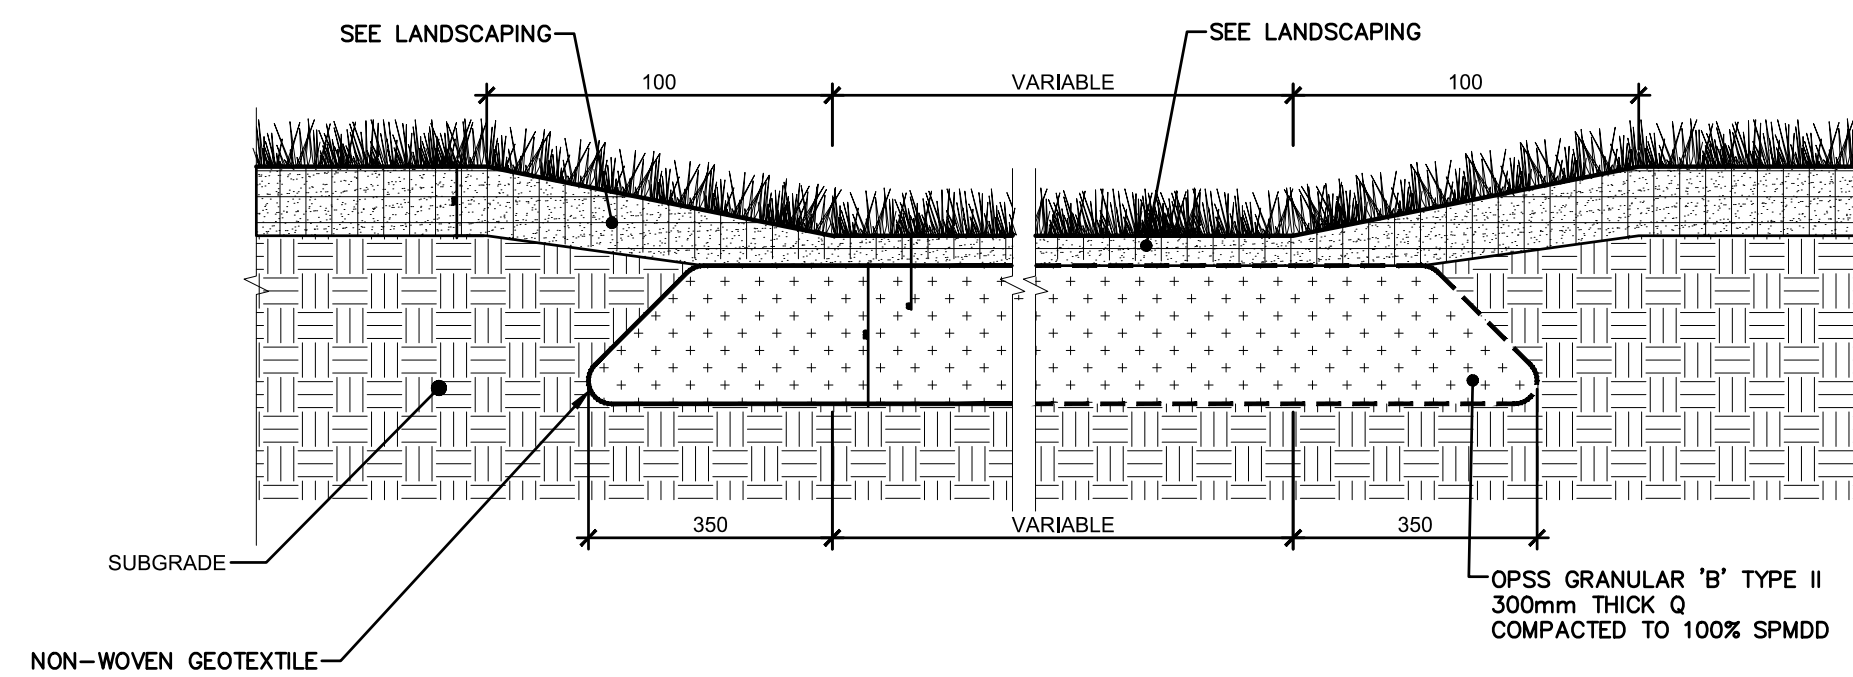 SEE LANDSCAPING
SEE LANDSCAPING
100
VARIABLE
100
350
VARIABLE
350
SUBGRADE
OPSS GRANULAR 'B' TYPE II
300mm THICK Q
COMPACTED TO 100% SPMDD
NON-WOVEN GEOTEXTILE